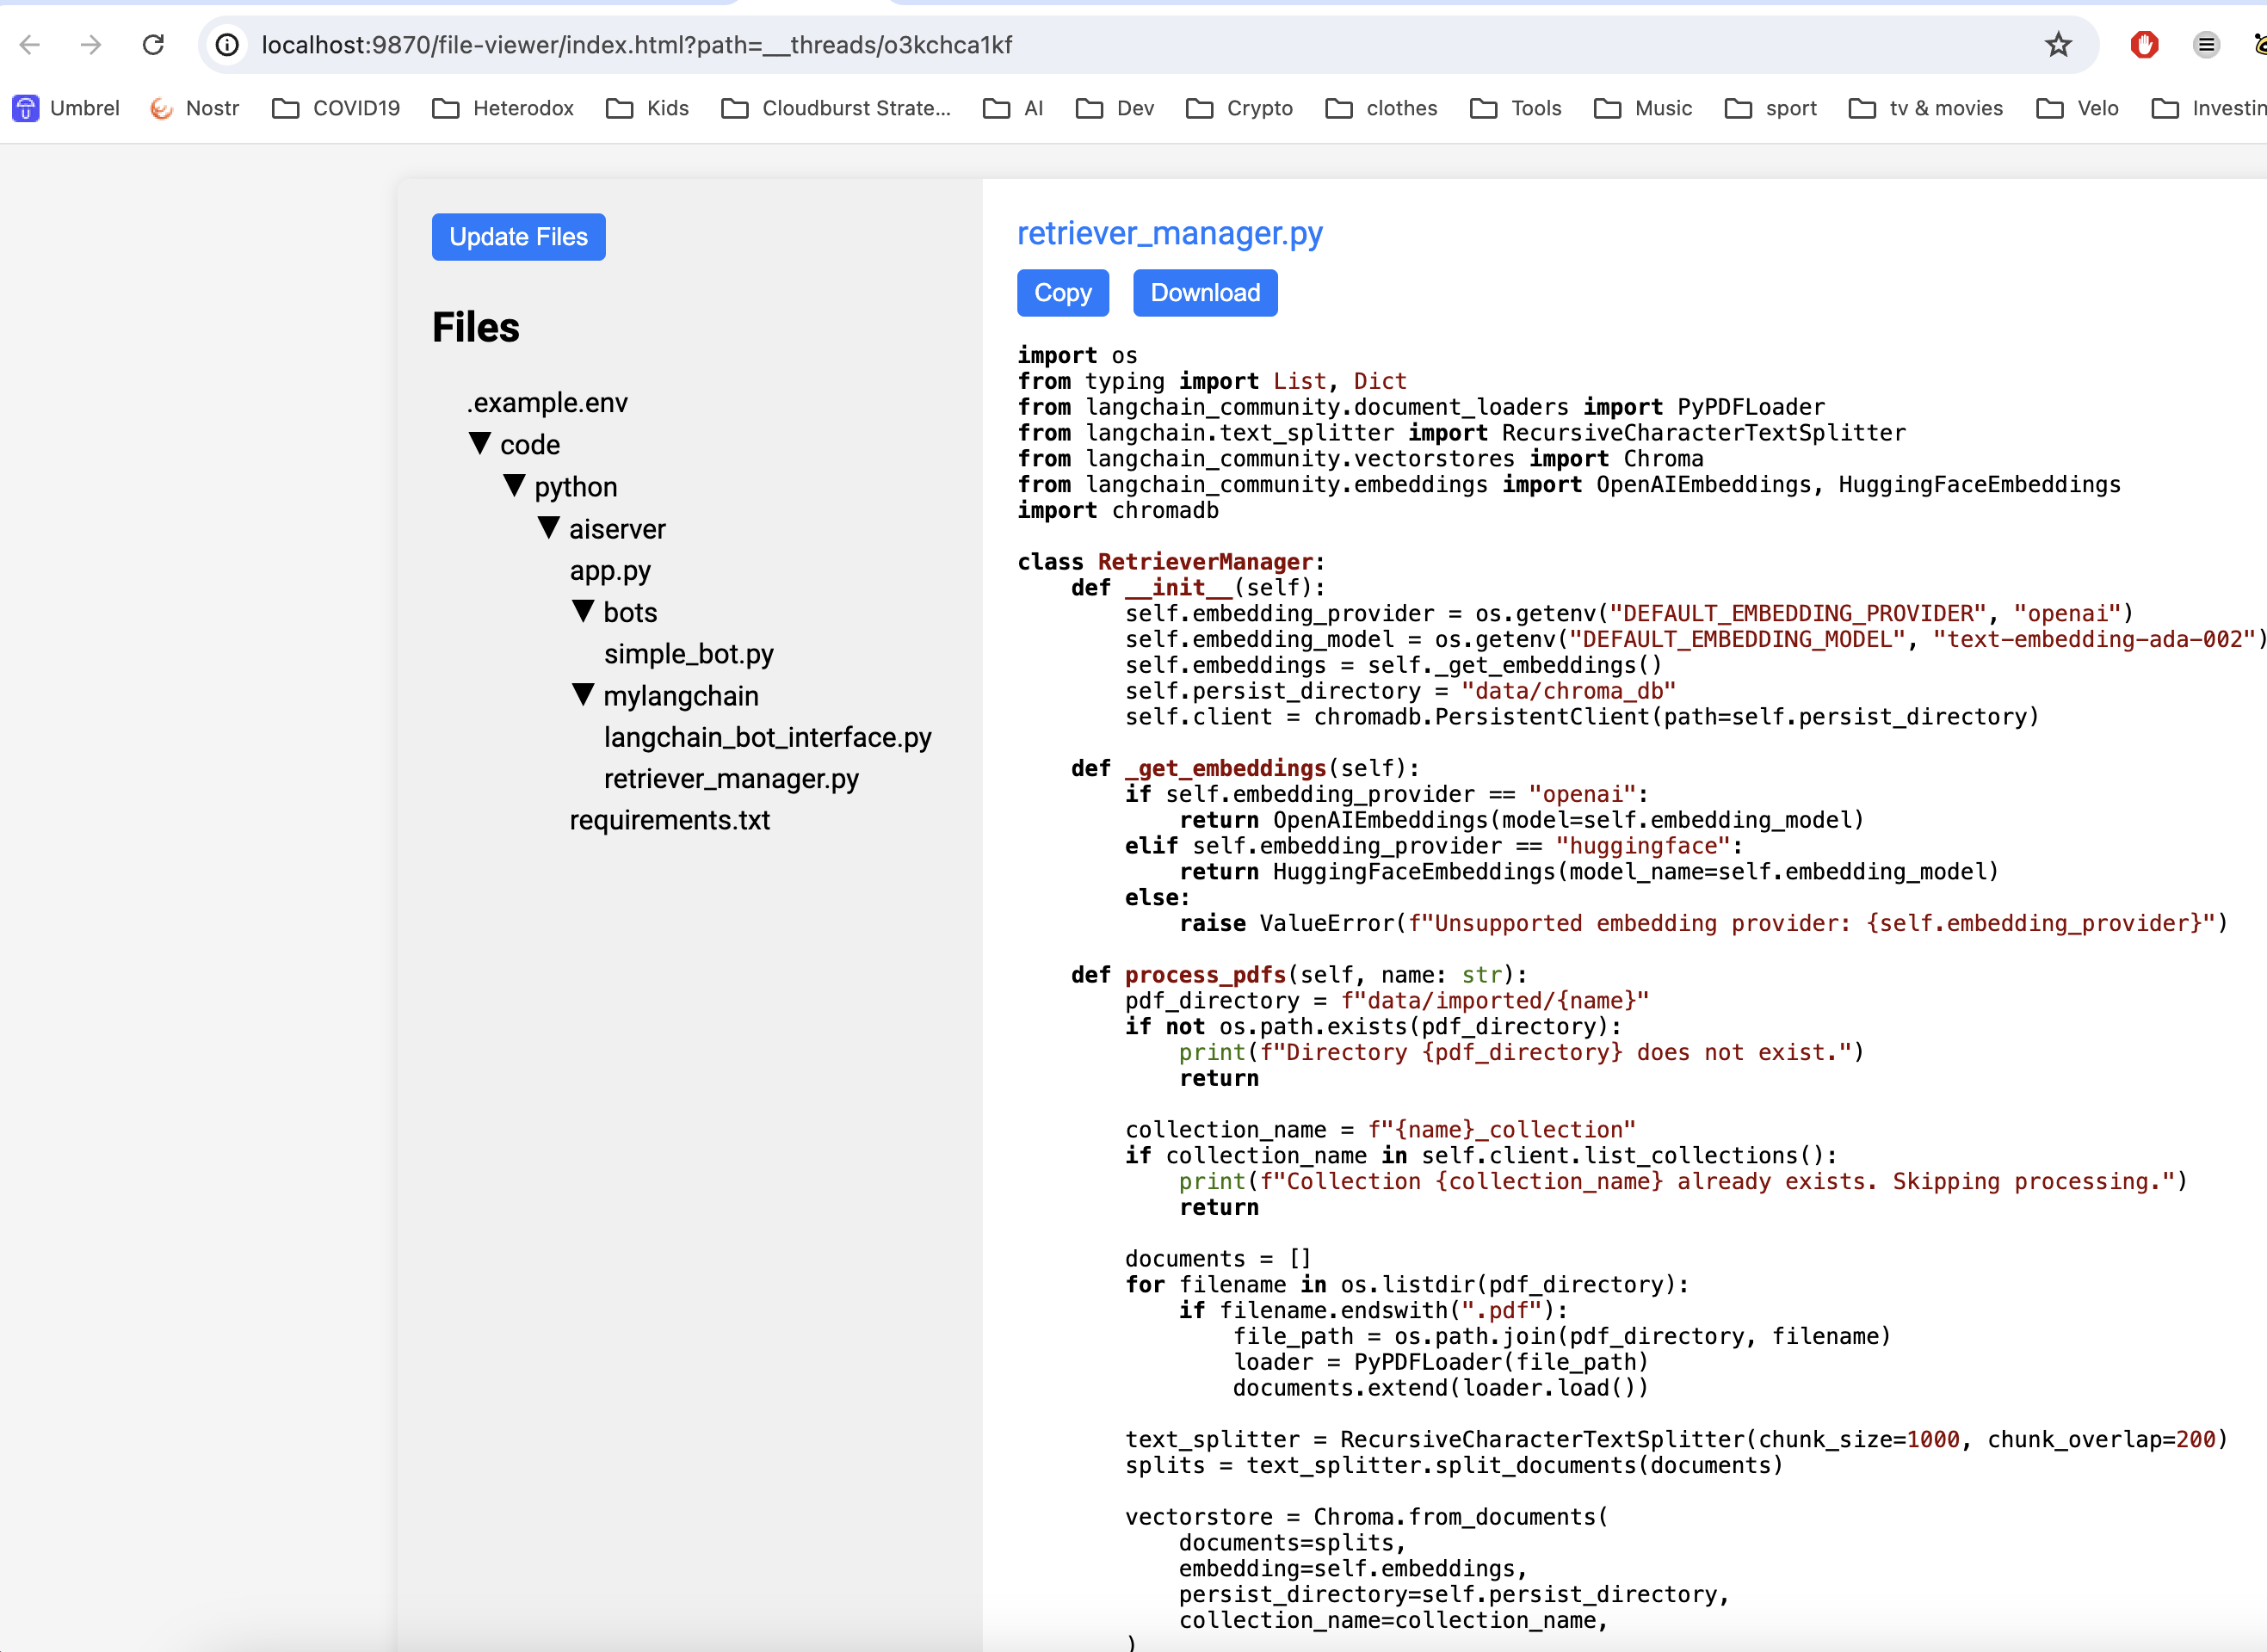 localhost:9870/file-viewer/index.html?path=__threads/o3kchca1kf
Umbrel Nostr COVID19 Heterodox Kids Cloudburst Strate... AI Dev Crypto clothes Tools Music sport tv & movies Velo Investin
Update Files
Files
.example.env
code
python
aiserver
app.py
bots
simple_bot.py
mylangchain
langchain_bot_interface.py
retriever_manager.py
requirements.txt
retriever_manager.py
Copy Download
import os
from typing import List, Dict
from langchain_community.document_loaders import PyPDFLoader
from langchain.text_splitter import RecursiveCharacterTextSplitter
from langchain_community.vectorstores import Chroma
from langchain_community.embeddings import OpenAIEmbeddings, HuggingFaceEmbeddings
import chromadb
class RetrieverManager:
    def __init__(self):
        self.embedding_provider = os.getenv("DEFAULT_EMBEDDING_PROVIDER", "openai")
        self.embedding_model = os.getenv("DEFAULT_EMBEDDING_MODEL", "text-embedding-ada-002")
        self.embeddings = self._get_embeddings()
        self.persist_directory = "data/chroma_db"
        self.client = chromadb.PersistentClient(path=self.persist_directory)
    def _get_embeddings(self):
        if self.embedding_provider == "openai":
            return OpenAIEmbeddings(model=self.embedding_model)
        elif self.embedding_provider == "huggingface":
            return HuggingFaceEmbeddings(model_name=self.embedding_model)
        else:
            raise ValueError(f"Unsupported embedding provider: {self.embedding_provider}")
    def process_pdfs(self, name: str):
        pdf_directory = f"data/imported/{name}"
        if not os.path.exists(pdf_directory):
            print(f"Directory {pdf_directory} does not exist.")
            return
        collection_name = f"{name}_collection"
        if collection_name in self.client.list_collections():
            print(f"Collection {collection_name} already exists. Skipping processing.")
            return
        documents = []
        for filename in os.listdir(pdf_directory):
            if filename.endswith(".pdf"):
                file_path = os.path.join(pdf_directory, filename)
                loader = PyPDFLoader(file_path)
                documents.extend(loader.load())
        text_splitter = RecursiveCharacterTextSplitter(chunk_size=1000, chunk_overlap=200)
        splits = text_splitter.split_documents(documents)
        vectorstore = Chroma.from_documents(
            documents=splits,
            embedding=self.embeddings,
            persist_directory=self.persist_directory,
            collection_name=collection_name,
        )